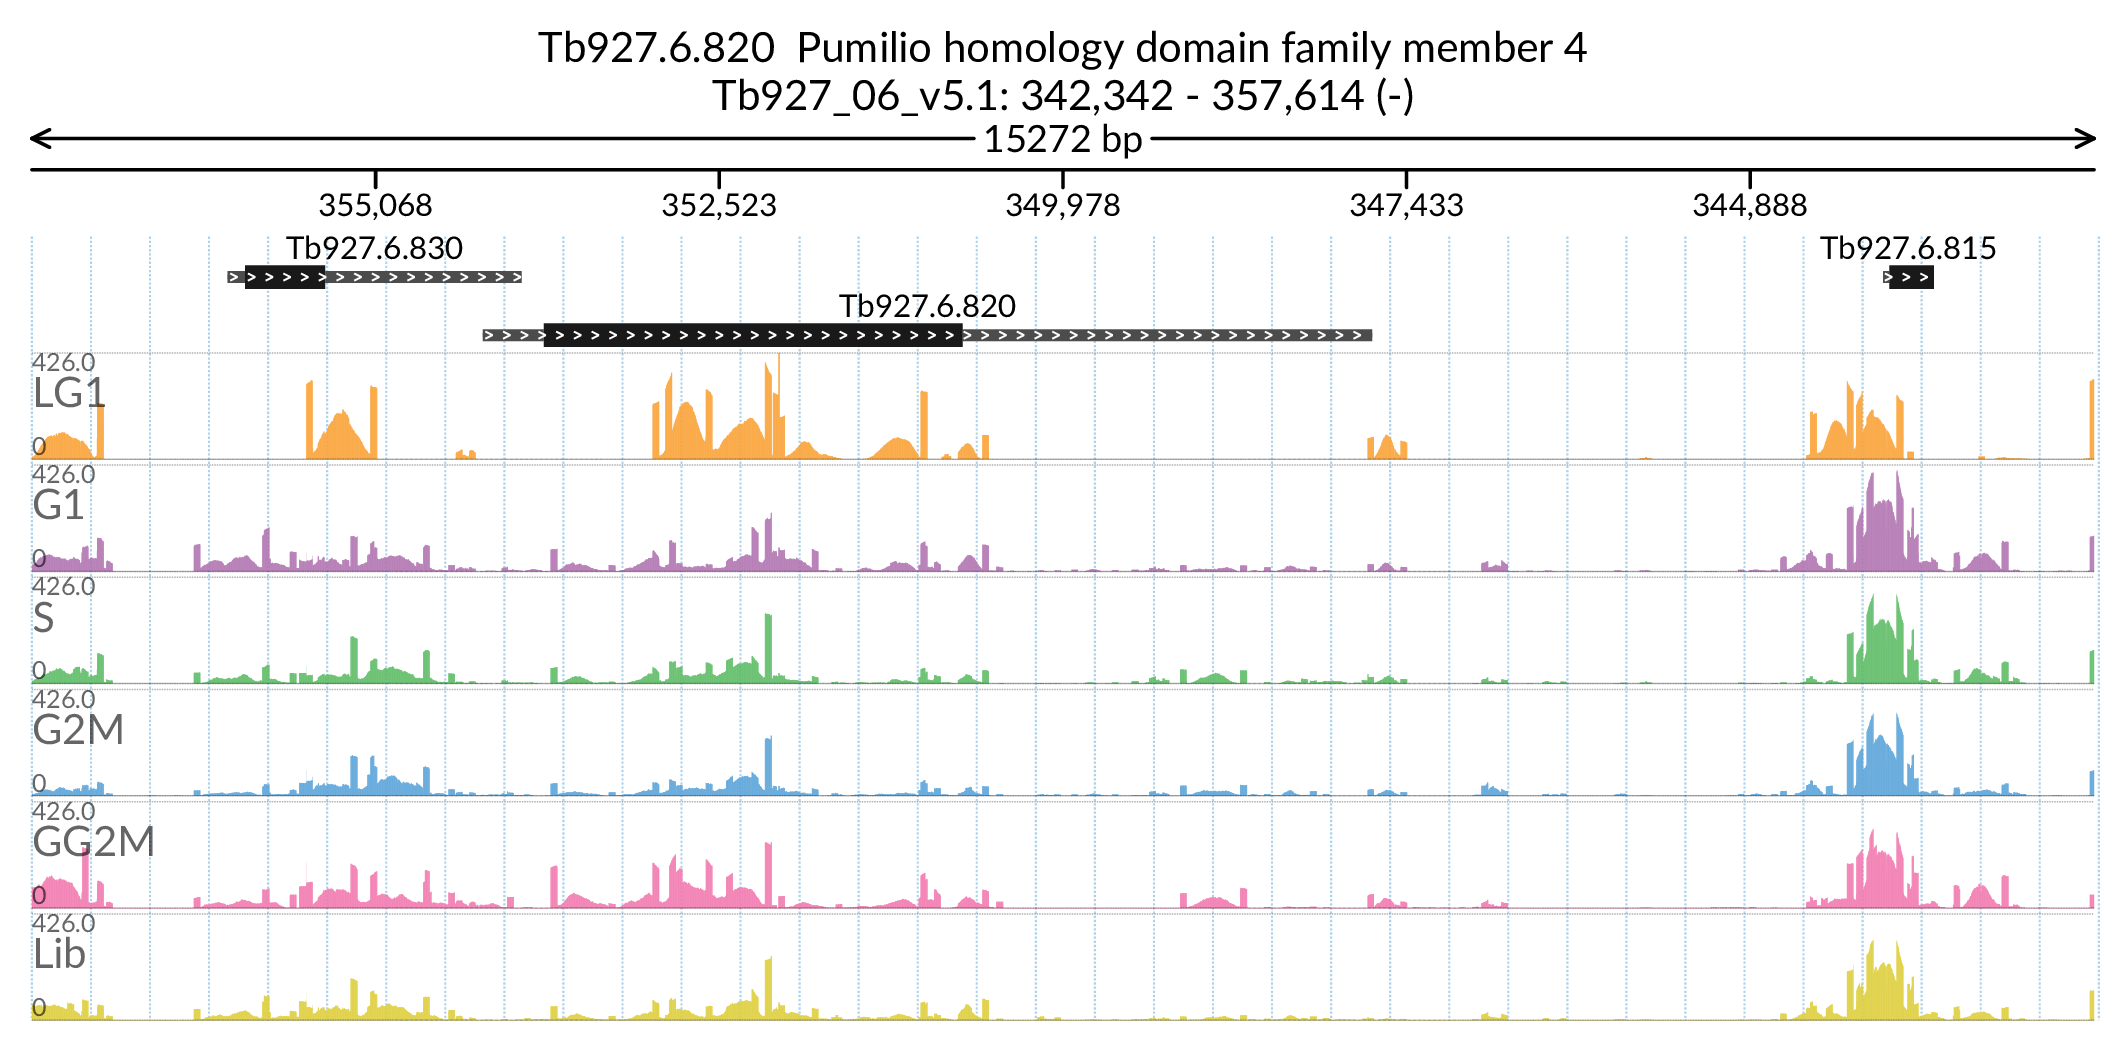 Tb927.6.820  Pumilio homology domain family member 4
Tb927_06_v5.1: 342,342 - 357,614 (-)
15272 bp
355,068 352,523 349,978 347,433 344,888
Tb927.6.830 Tb927.6.815
Tb927.6.820
426.0
LG1
0
426.0
G1
0
426.0
S
0
426.0
G2M
0
426.0
GG2M
0
426.0
Lib
0